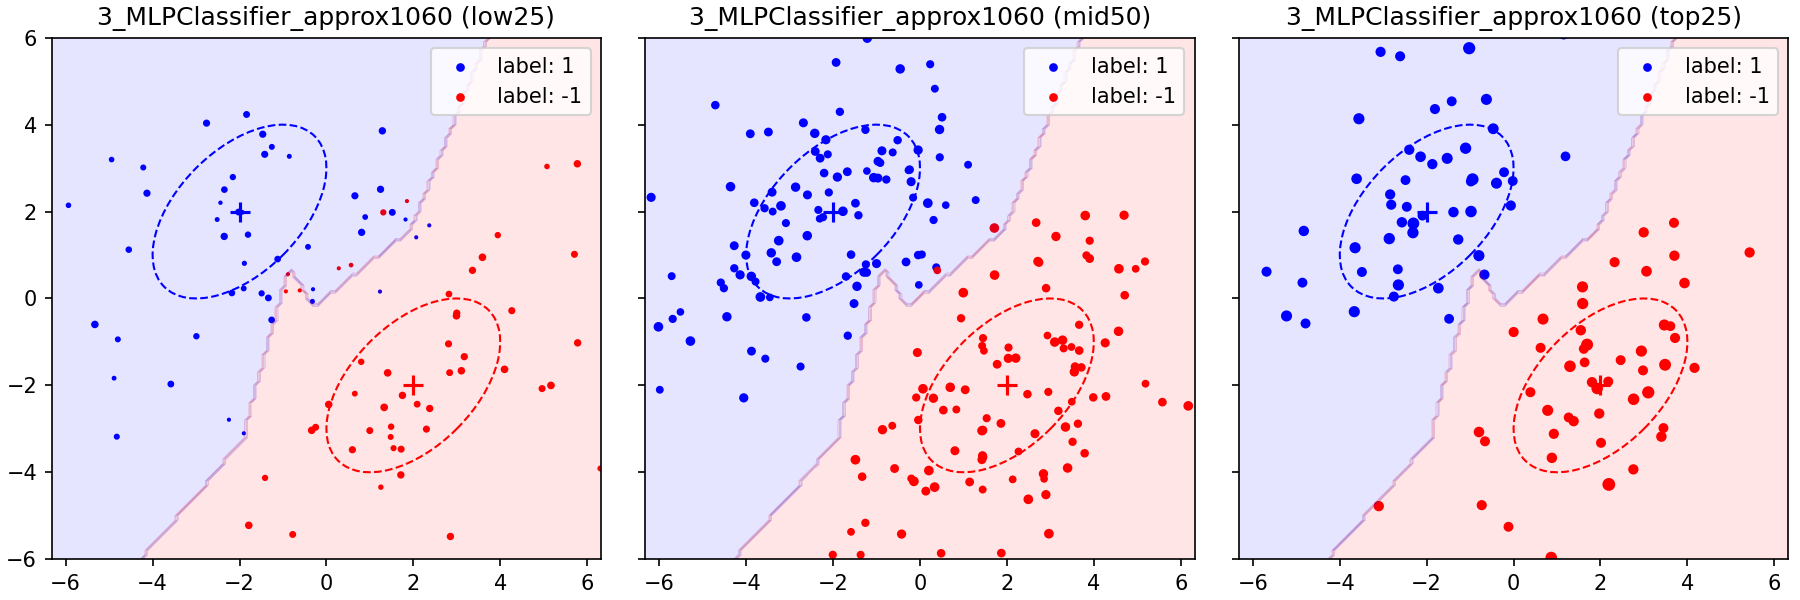 3_MLPClassifier_approx1060 (low25)
3_MLPClassifier_approx1060 (mid50)
3_MLPClassifier_approx1060 (top25)
label: 1
label: -1
label: 1
label: -1
label: 1
label: -1
6
4
2
0
−2
−4
−6
−6 −4 −2 0 2 4 6
−6 −4 −2 0 2 4 6
−6 −4 −2 0 2 4 6